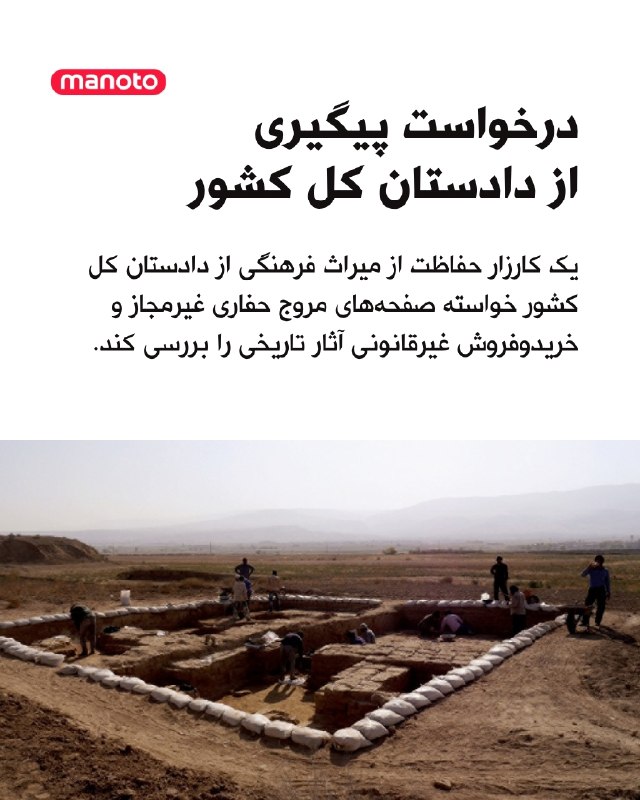 manoto
درخواست پیگیری
از دادستان کل کشور
یک کارزار حفاظت از میراث فرهنگی از دادستان کل
کشور خواسته صفحه‌های مروج حفاری غیرمجاز و
خریدوفروش غیرقانونی آثار تاریخی را بررسی کند.